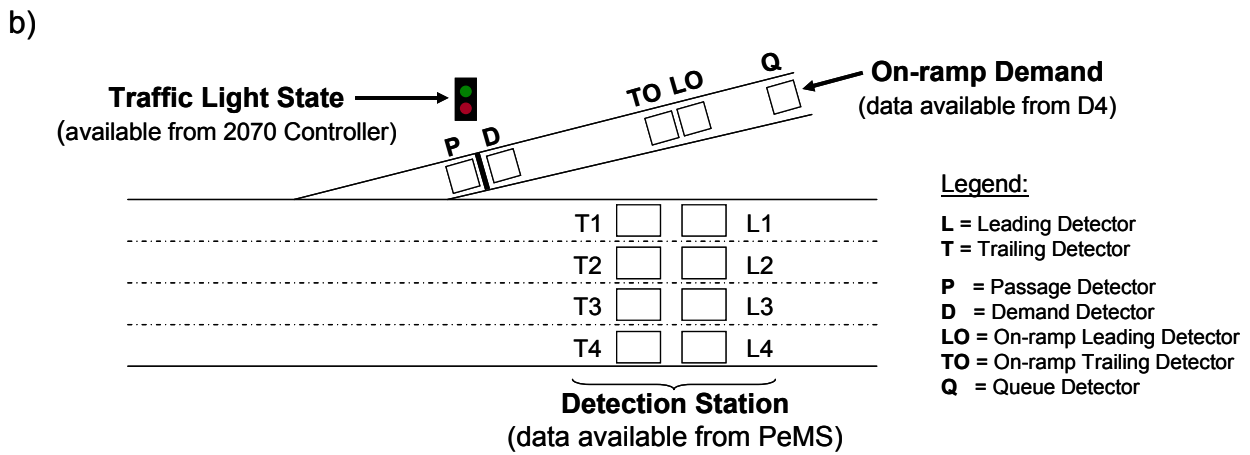 b)
Traffic Light State
(available from 2070 Controller)
On-ramp Demand
(data available from D4)
P D
TO LO
Q
T1 L1
T2 L2
T3 L3
T4 L4
Detection Station
(data available from PeMS)
Legend:
L = Leading Detector
T = Trailing Detector
P = Passage Detector
D = Demand Detector
LO = On-ramp Leading Detector
TO = On-ramp Trailing Detector
Q = Queue Detector